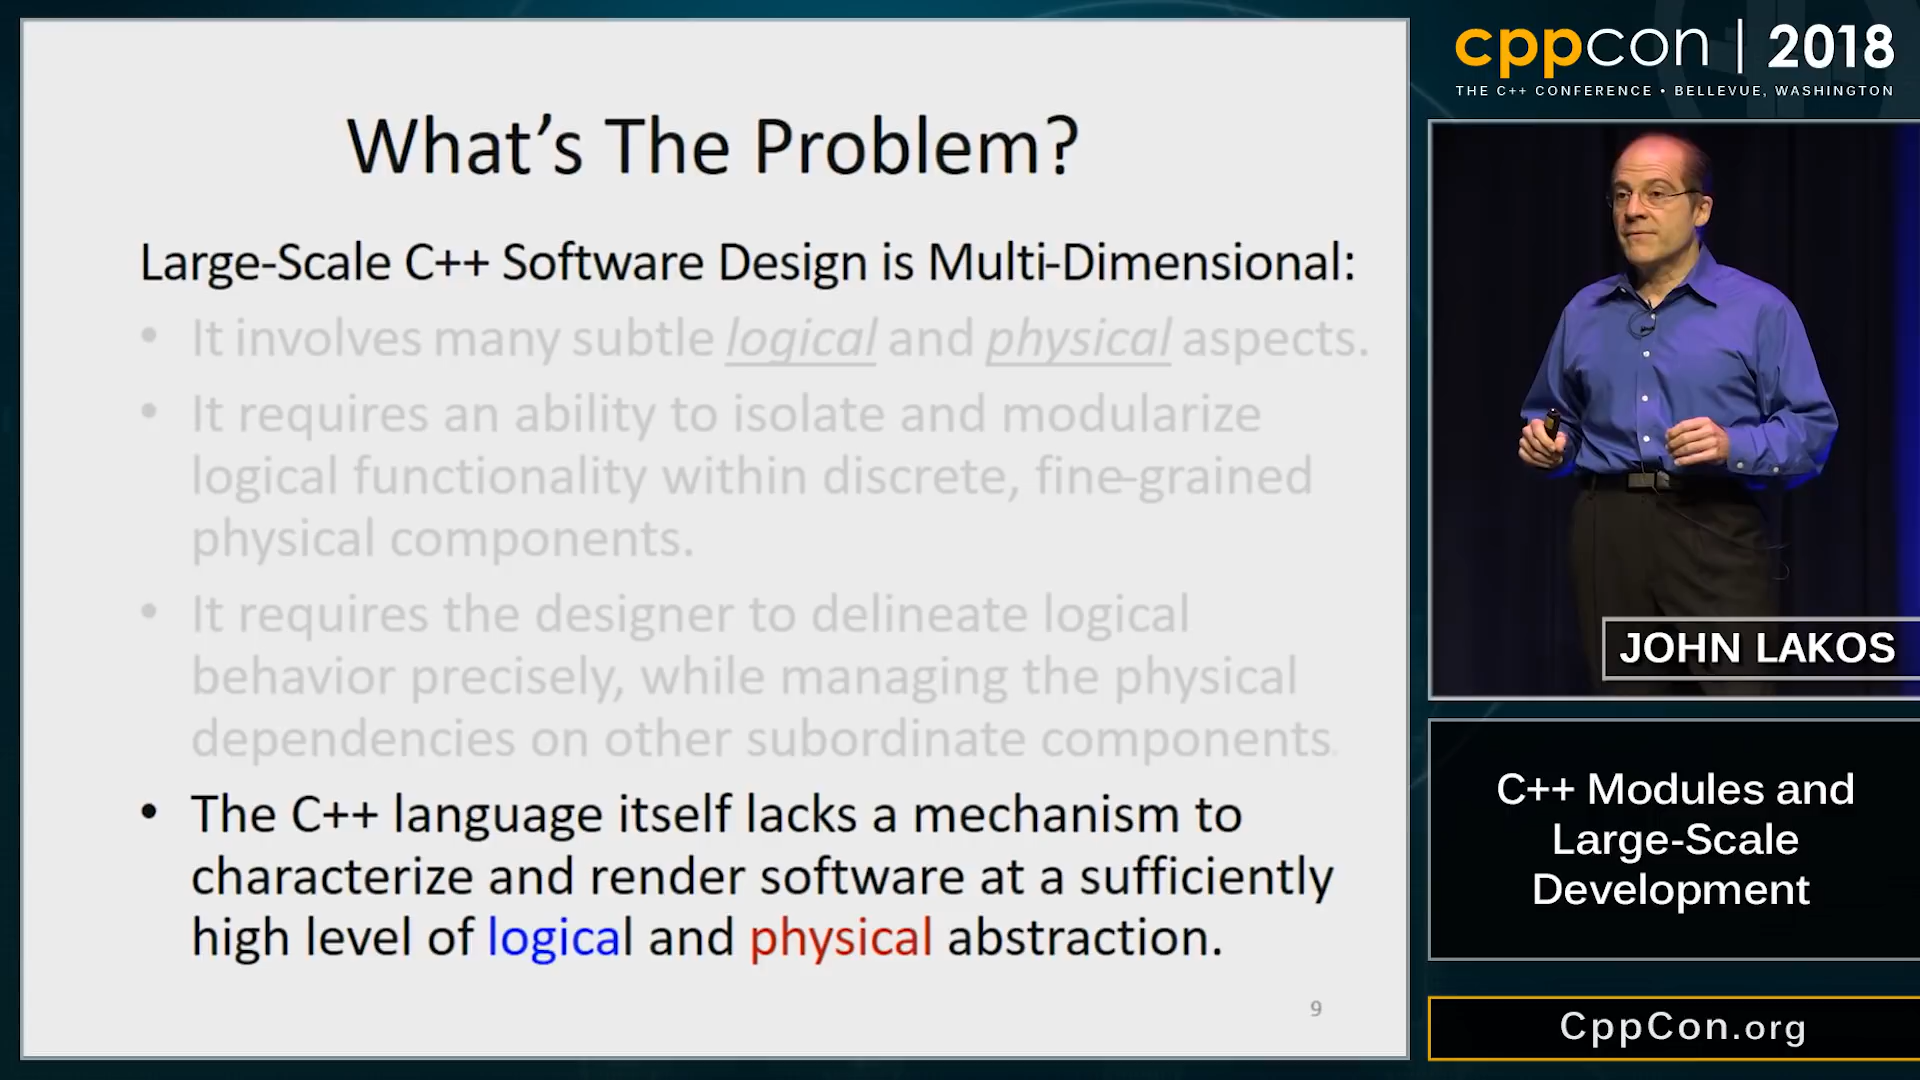 What's The Problem?
Large-Scale C++ Software Design is Multi-Dimensional:
• It involves many subtle logical and physical aspects.
• It requires an ability to isolate and modularize
logical functionality within discrete, fine-grained
physical components.
• It requires the designer to delineate logical
behavior precisely, while managing the physical
dependencies on other subordinate components.
• The C++ language itself lacks a mechanism to
characterize and render software at a sufficiently
high level of logical and physical abstraction.
9
cppcon | 2018
THE C++ CONFERENCE • BELLEVUE, WASHINGTON
JOHN LAKOS
C++ Modules and
Large-Scale
Development
CppCon.org